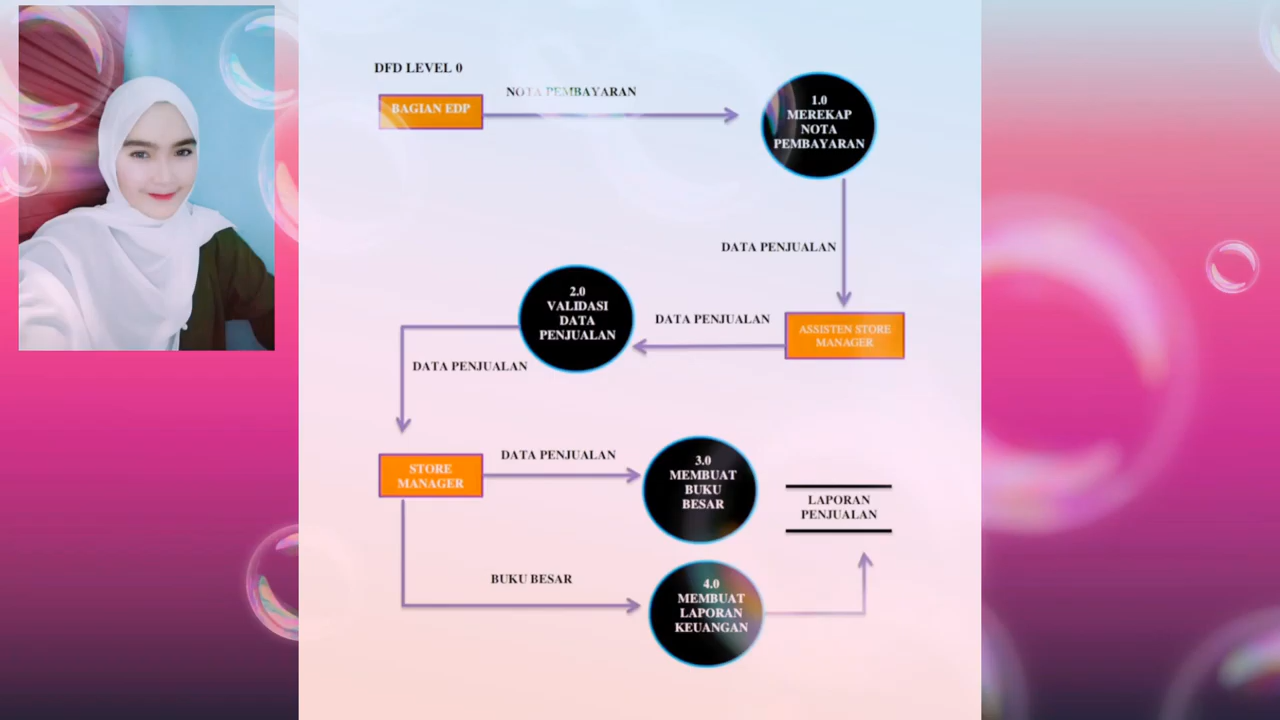 DFD LEVEL 0
BAGIAN EDP
NOTA PEMBAYARAN
1.0
MEREKAP
NOTA
PEMBAYARAN
DATA PENJUALAN
ASSISTEN STORE
MANAGER
DATA PENJUALAN
2.0
VALIDASI
DATA
PENJUALAN
DATA PENJUALAN
STORE
MANAGER
DATA PENJUALAN
3.0
MEMBUAT
BUKU
BESAR
LAPORAN
PENJUALAN
BUKU BESAR
4.0
MEMBUAT
LAPORAN
KEUANGAN